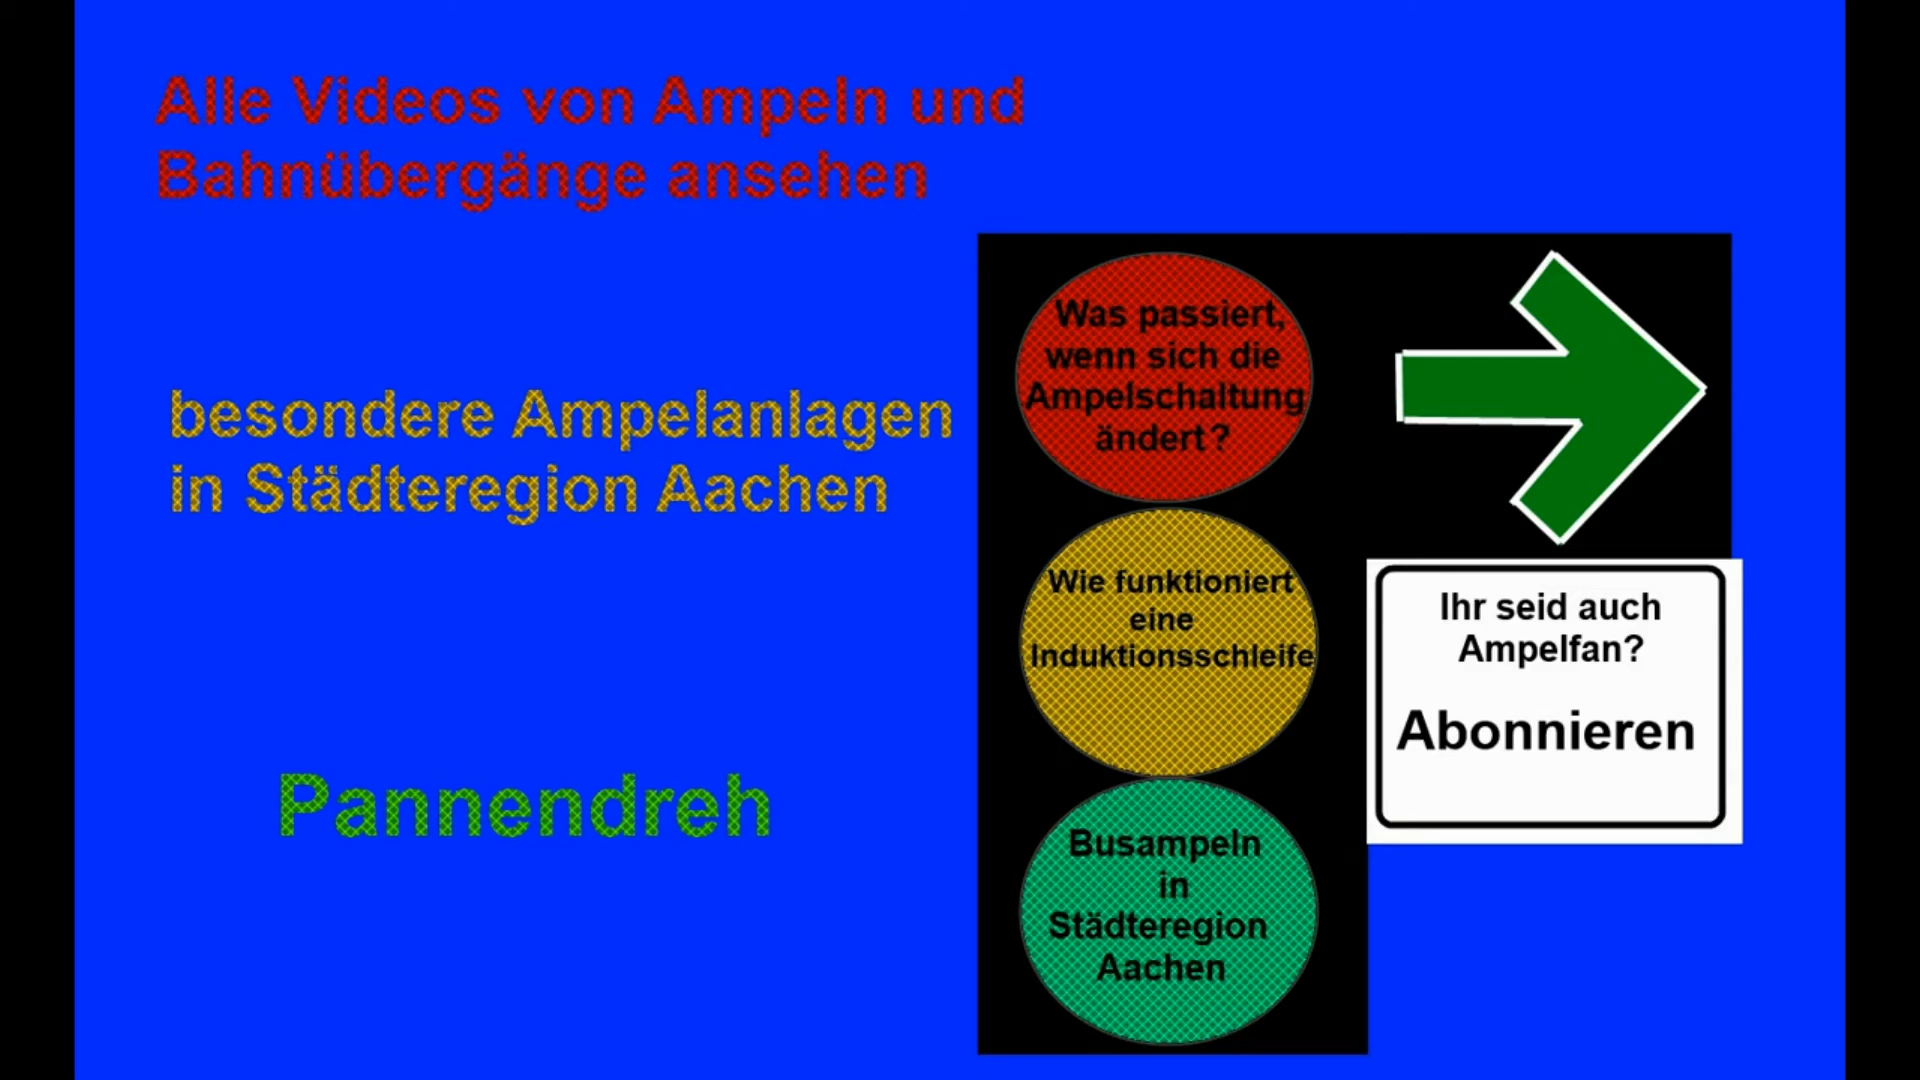 Alle Videos von Ampeln und
Bahnübergänge ansehen
besondere Ampelanlagen
in Städteregion Aachen
Pannendreh
Was passiert,
wenn sich die
Ampelschaltung
ändert?
Wie funktioniert
eine
Induktionsschleife
Busampeln
in
Städteregion
Aachen
Ihr seid auch
Ampelfan?
Abonnieren